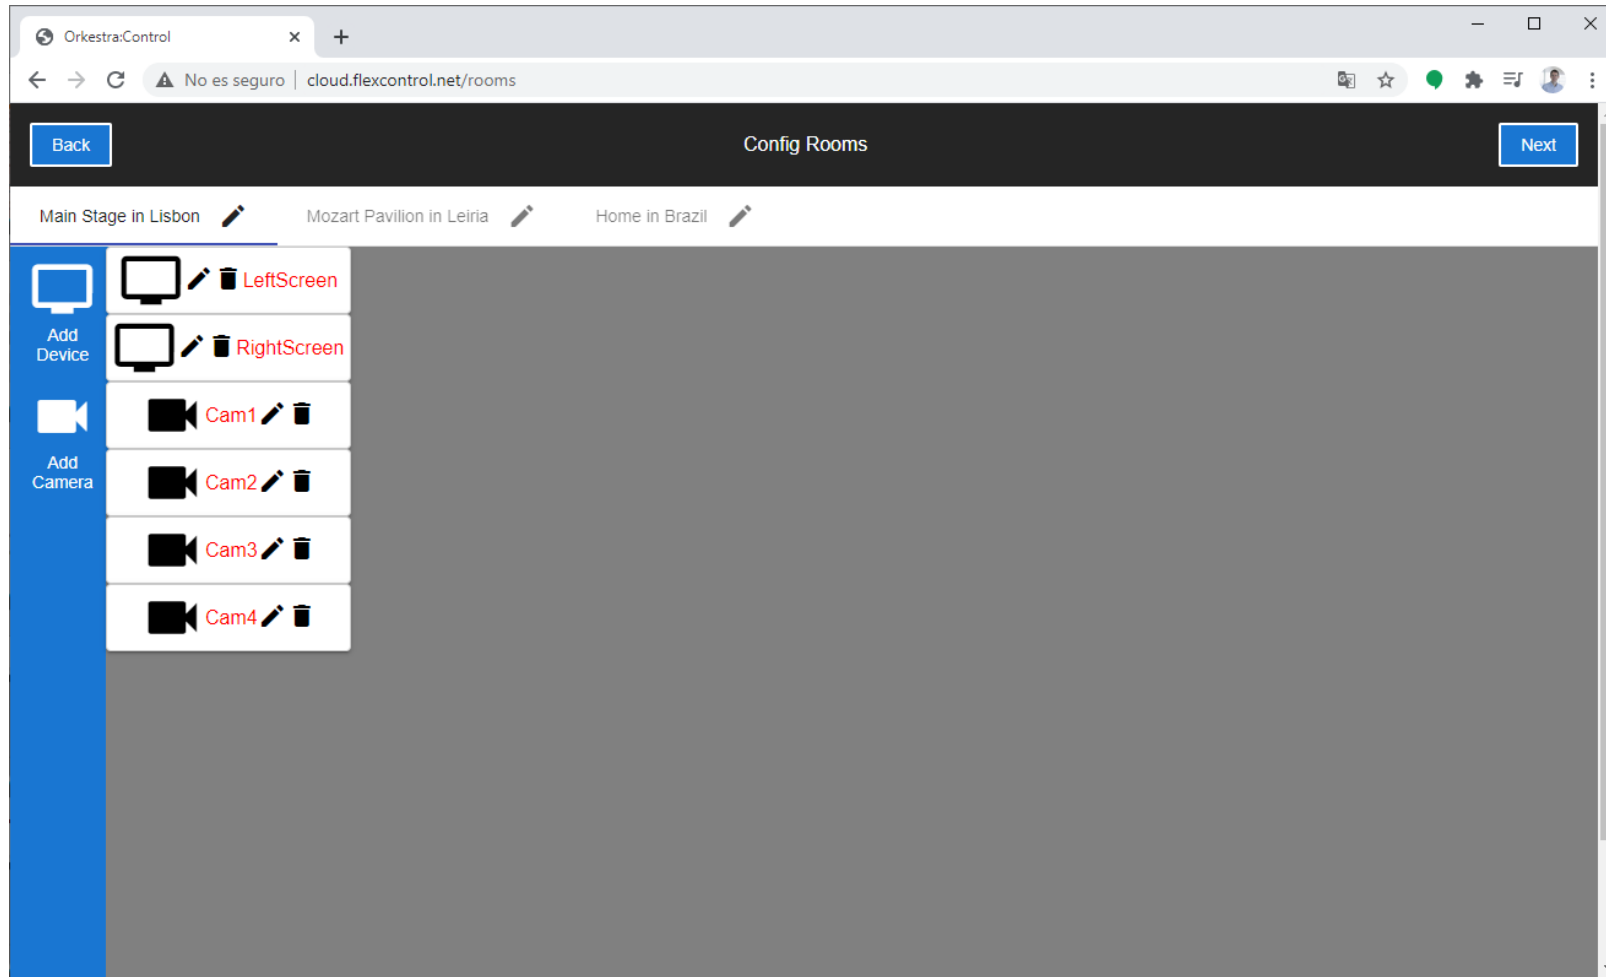 Orkestra:Control
No es seguro | cloud.flexcontrol.net/rooms
Back
Config Rooms
Next
Main Stage in Lisbon
Mozart Pavilion in Leiria
Home in Brazil
Add
Device
Add
Camera
LeftScreen
RightScreen
Cam1
Cam2
Cam3
Cam4